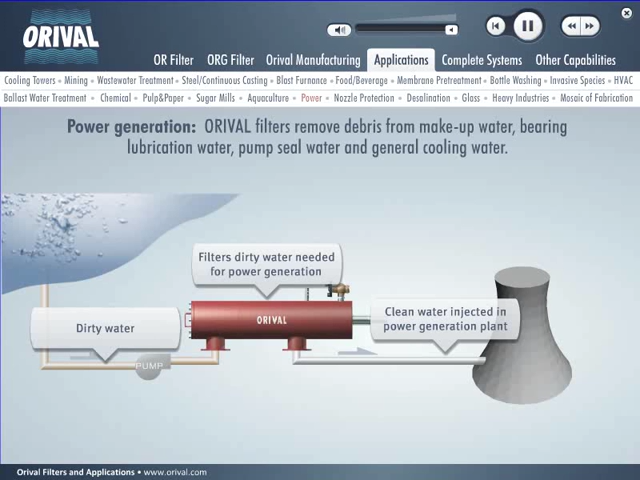 ORIVAL
OR Filter ORG Filter Orival Manufacturing Applications Complete Systems Other Capabilities
Cooling Towers • Mining • Wastewater Treatment • Steel/Continuous Casting • Blast Furnance • Food/Beverage • Membrane Pretreatment • Bottle Washing • Invasive Species • HVAC
Ballast Water Treatment • Chemical • Pulp&Paper • Sugar Mills • Aquaculture • Power • Nozzle Protection • Desalination • Glass • Heavy Industries • Mosaic of Fabrication
Power generation: ORIVAL filters remove debris from make-up water, bearing
lubrication water, pump seal water and general cooling water.
Filters dirty water needed
for power generation
Dirty water
ORIVAL
Clean water injected in
power generation plant
PUMP
Orival Filters and Applications • www.orival.com